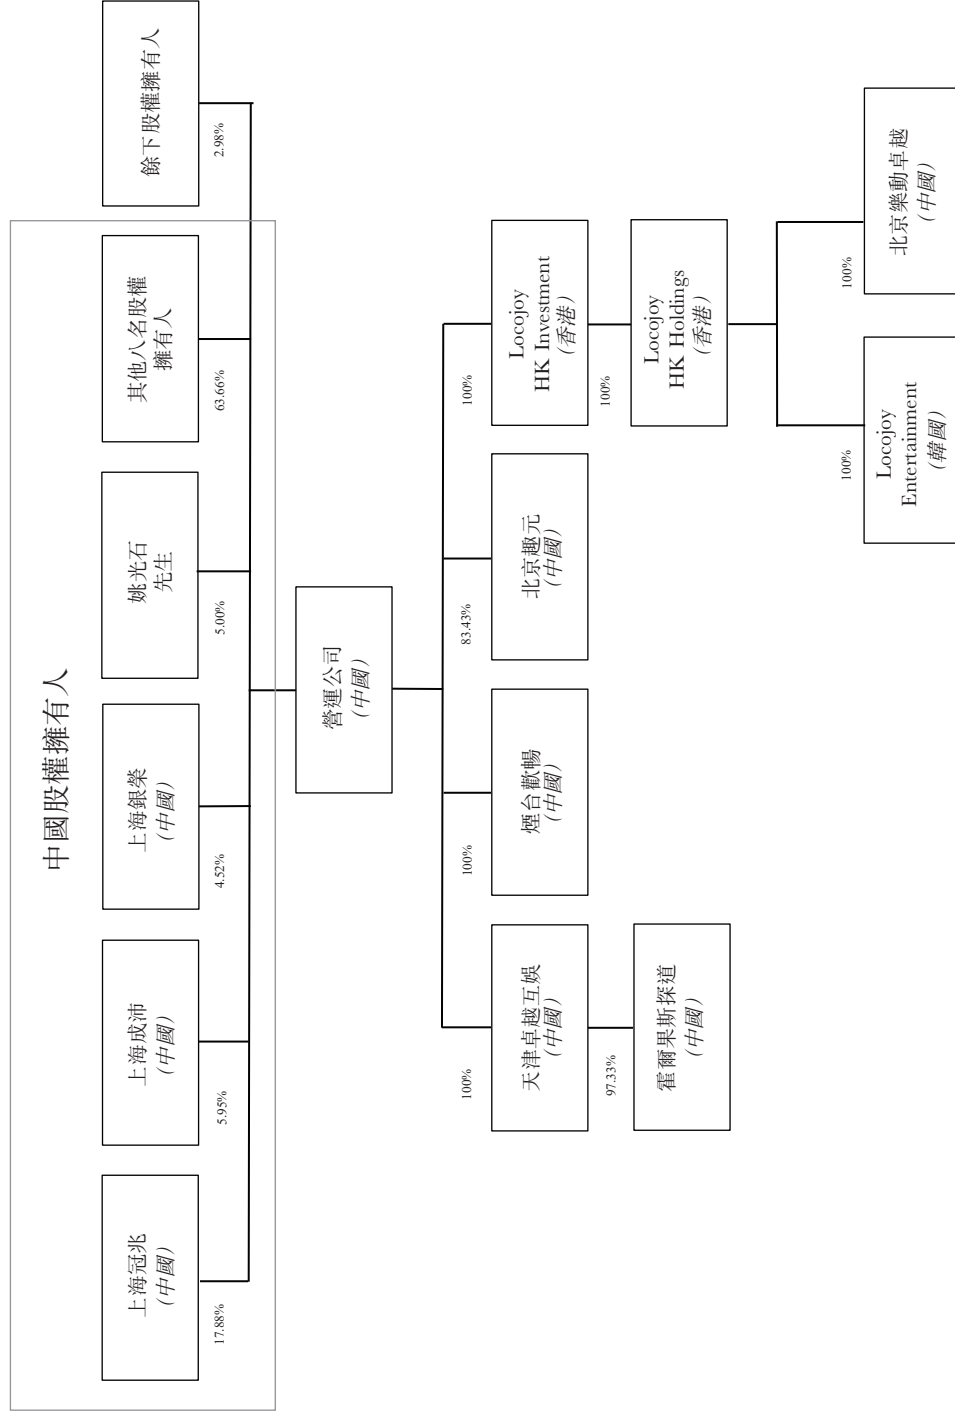 中國股權擁有人
上海冠兆
(中國)
上海成沛
(中國)
上海銀榮
(中國)
姚光石
先生
其他八名股權
擁有人
餘下股權擁有人
17.88%
5.95%
4.52%
5.00%
63.66%
2.98%
營運公司
(中國)
100%
100%
83.43%
100%
天津卓越互娛
(中國)
煙台歡暢
(中國)
北京趣元
(中國)
Locojoy
HK Investment
(香港)
97.33%
100%
霍爾果斯探道
(中國)
Locojoy
HK Holdings
(香港)
100%
100%
Locojoy
Entertainment
(韓國)
北京樂動卓越
(中國)